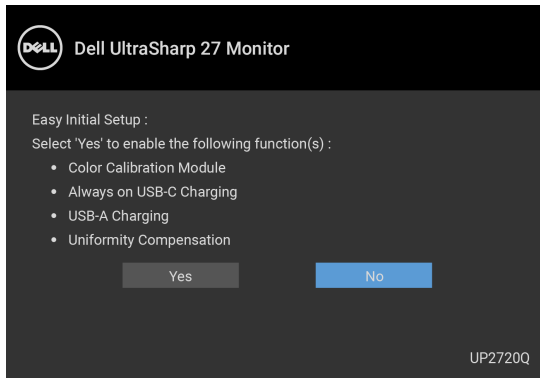 DELL
Dell UltraSharp 27 Monitor
Easy Initial Setup :
Select 'Yes' to enable the following function(s) :
• Color Calibration Module
• Always on USB-C Charging
• USB-A Charging
• Uniformity Compensation
Yes No
UP2720Q